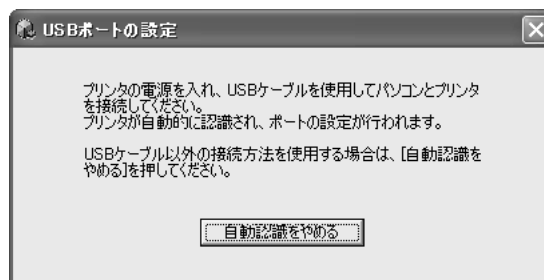 USBポートの設定
プリンタの電源を入れ、USBケーブルを使用してパソコンとプリンタ
を接続してください。
プリンタが自動的に認識され、ポートの設定が行われます。
USBケーブル以外の接続方法を使用する場合は、[自動認識を
やめる]を押してください。
自動認識をやめる